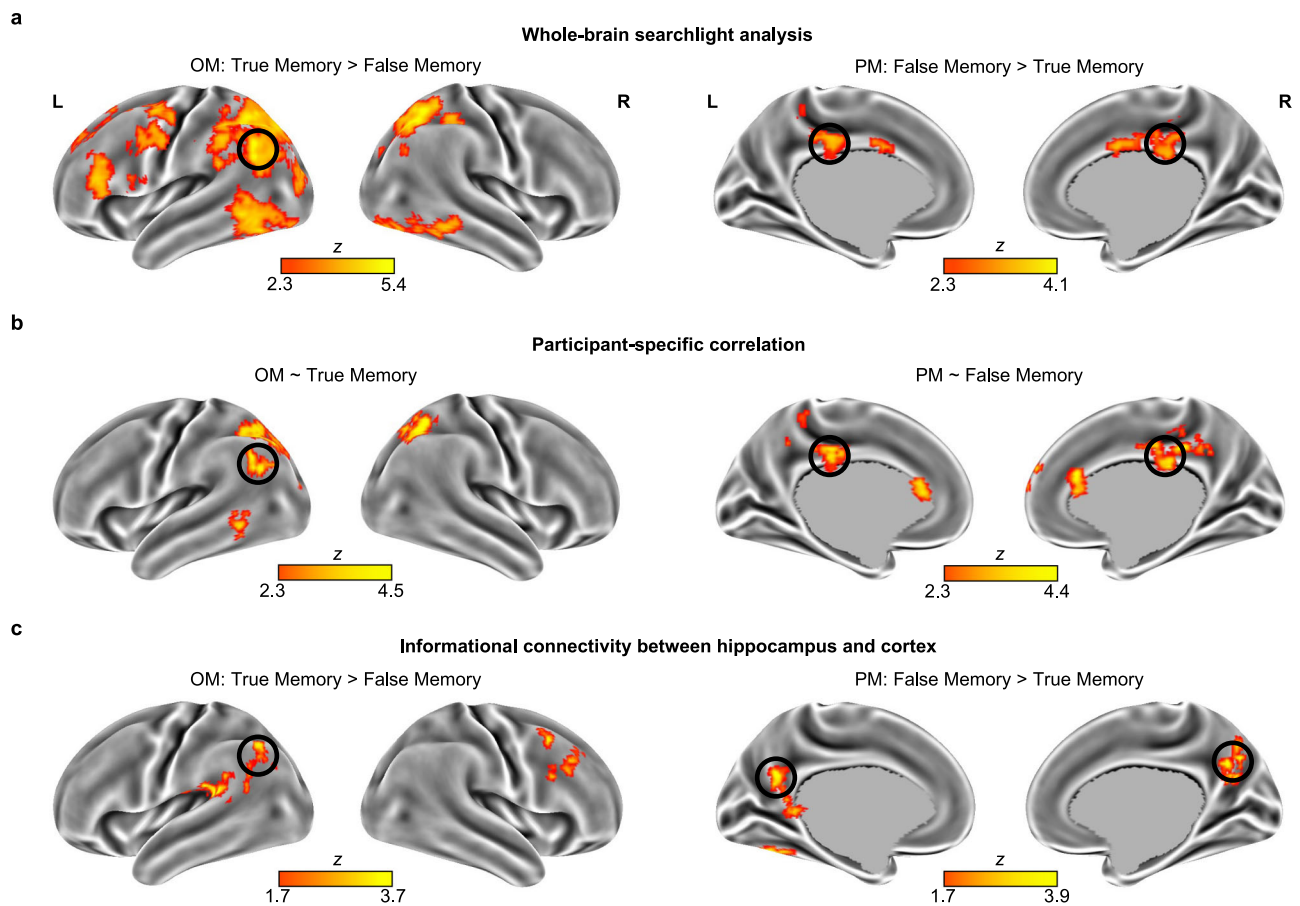 a
Whole-brain searchlight analysis
OM: True Memory > False Memory
PM: False Memory > True Memory
L
R
L
R
z
2.3
5.4
z
2.3
4.1
b
Participant-specific correlation
OM ~ True Memory
PM ~ False Memory
z
2.3
4.5
z
2.3
4.4
c
Informational connectivity between hippocampus and cortex
OM: True Memory > False Memory
PM: False Memory > True Memory
z
1.7
3.7
z
1.7
3.9